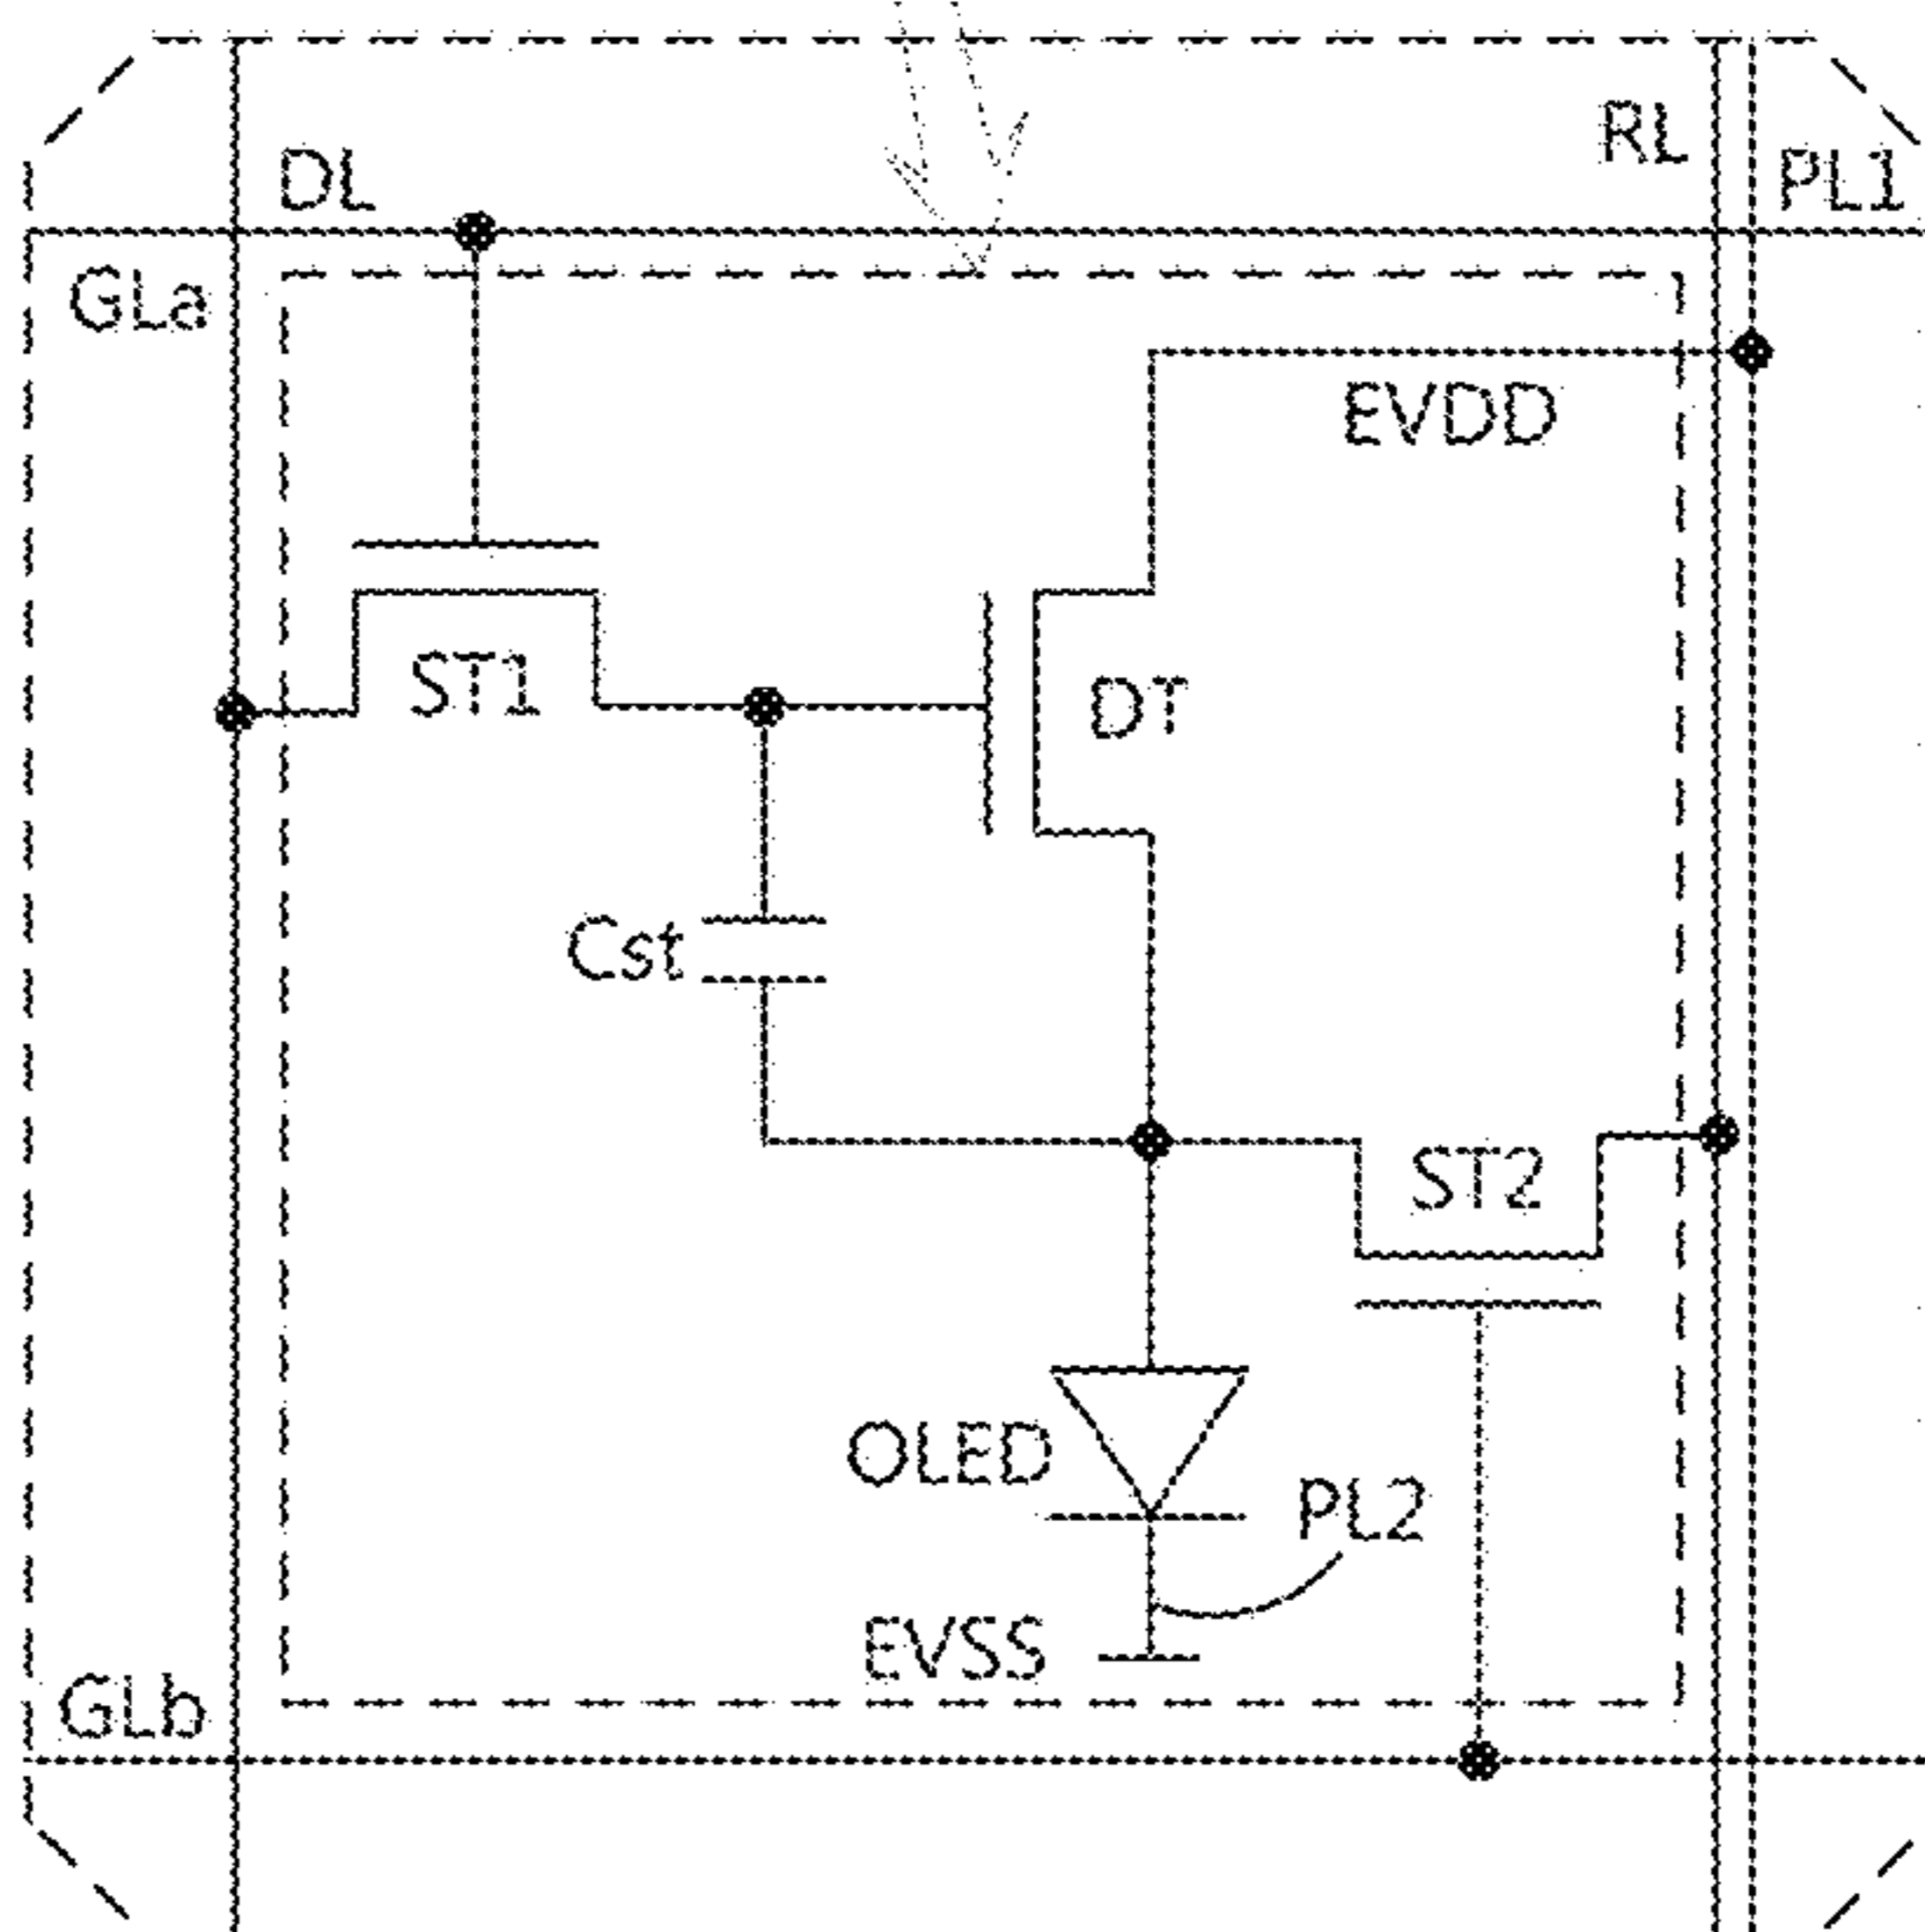 RL
DL
PL1
GLa
EVDD
ST1
DT
Cst
ST2
OLED
PL2
EVSS
GLb